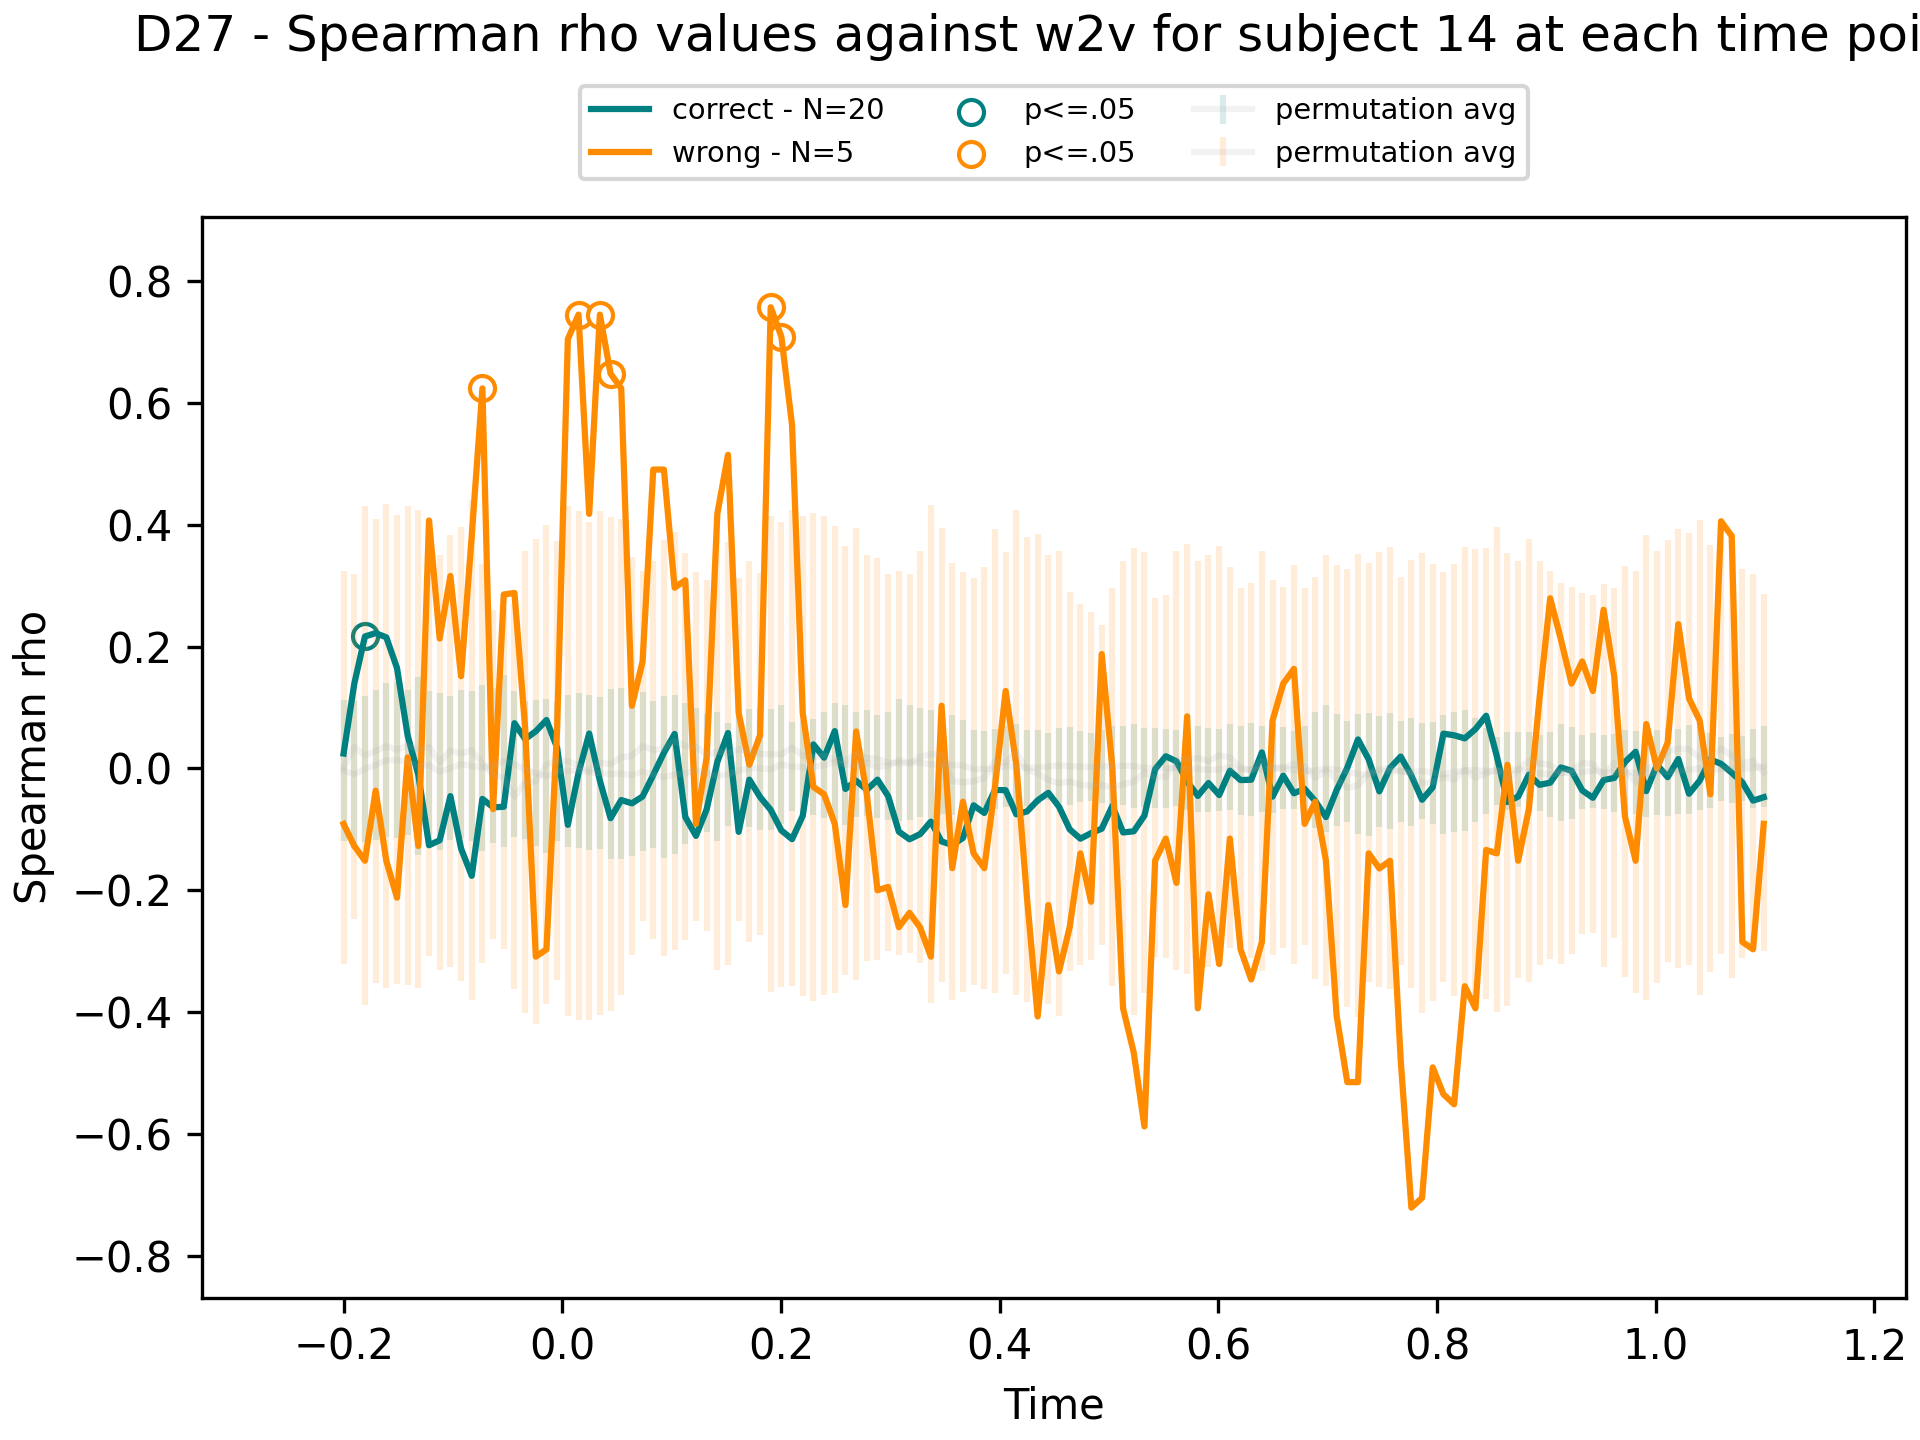 D27 - Spearman rho values against w2v for subject 14 at each time poi
correct - N=20 p<=.05 permutation avg
wrong - N=5 p<=.05 permutation avg
Spearman rho
0.8
0.6
0.4
0.2
0.0
−0.2
−0.4
−0.6
−0.8
−0.2 0.0 0.2 0.4 0.6 0.8 1.0 1.2
Time